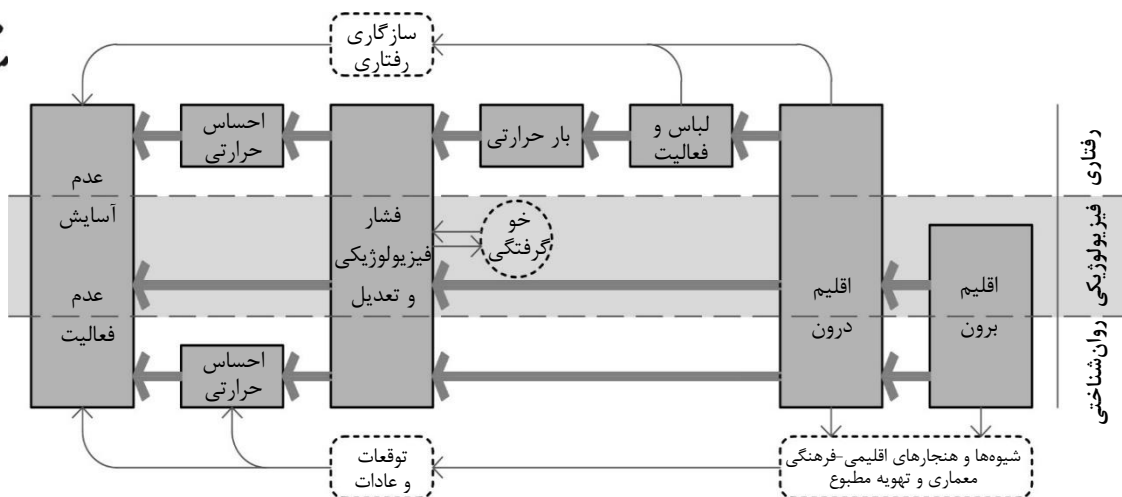 سازگاری
رفتاری
احساس
حرارتی
بار حرارتی
لباس و
فعالیت
رفتاری
فیزیولوژیکی
روان‌شناختی
عدم
آسایش
عدم
فعالیت
فشار
فیزیولوژیکی
و تعدیل
خو
گرفتگی
اقلیم
درون
اقلیم
برون
احساس
حرارتی
توقعات
و عادات
شیوه‌ها و هنجارهای اقلیمی-فرهنگی
معماری و تهویه مطبوع